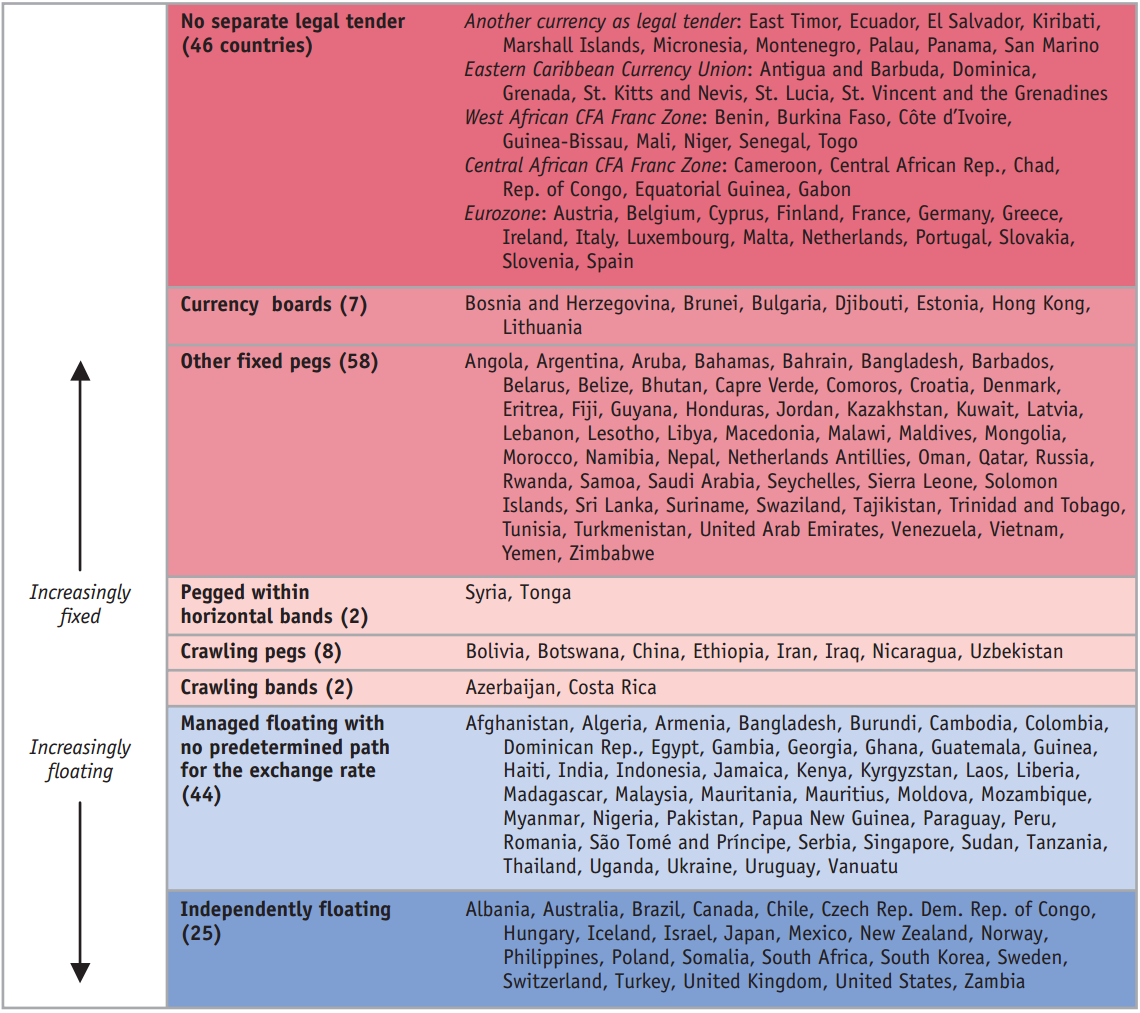 No separate legal tender
(46 countries)
Another currency as legal tender: East Timor, Ecuador, El Salvador, Kiribati,
Marshall Islands, Micronesia, Montenegro, Palau, Panama, San Marino
Eastern Caribbean Currency Union: Antigua and Barbuda, Dominica,
Grenada, St. Kitts and Nevis, St. Lucia, St. Vincent and the Grenadines
West African CFA Franc Zone: Benin, Burkina Faso, Côte d'Ivoire,
Guinea-Bissau, Mali, Niger, Senegal, Togo
Central African CFA Franc Zone: Cameroon, Central African Rep., Chad,
Rep. of Congo, Equatorial Guinea, Gabon
Eurozone: Austria, Belgium, Cyprus, Finland, France, Germany, Greece,
Ireland, Italy, Luxembourg, Malta, Netherlands, Portugal, Slovakia,
Slovenia, Spain
Currency boards (7)
Bosnia and Herzegovina, Brunei, Bulgaria, Djibouti, Estonia, Hong Kong,
Lithuania
Other fixed pegs (58)
Angola, Argentina, Aruba, Bahamas, Bahrain, Bangladesh, Barbados,
Belarus, Belize, Bhutan, Capre Verde, Comoros, Croatia, Denmark,
Eritrea, Fiji, Guyana, Honduras, Jordan, Kazakhstan, Kuwait, Latvia,
Lebanon, Lesotho, Libya, Macedonia, Malawi, Maldives, Mongolia,
Morocco, Namibia, Nepal, Netherlands Antillies, Oman, Qatar, Russia,
Rwanda, Samoa, Saudi Arabia, Seychelles, Sierra Leone, Solomon
Islands, Sri Lanka, Suriname, Swaziland, Tajikistan, Trinidad and Tobago,
Tunisia, Turkmenistan, United Arab Emirates, Venezuela, Vietnam,
Yemen, Zimbabwe
Increasingly
fixed
Pegged within
horizontal bands (2)
Syria, Tonga
Crawling pegs (8)
Bolivia, Botswana, China, Ethiopia, Iran, Iraq, Nicaragua, Uzbekistan
Crawling bands (2)
Azerbaijan, Costa Rica
Increasingly
floating
Managed floating with
no predetermined path
for the exchange rate
(44)
Afghanistan, Algeria, Armenia, Bangladesh, Burundi, Cambodia, Colombia,
Dominican Rep., Egypt, Gambia, Georgia, Ghana, Guatemala, Guinea,
Haiti, India, Indonesia, Jamaica, Kenya, Kyrgyzstan, Laos, Liberia,
Madagascar, Malaysia, Mauritania, Mauritius, Moldova, Mozambique,
Myanmar, Nigeria, Pakistan, Papua New Guinea, Paraguay, Peru,
Romania, São Tomé and Príncipe, Serbia, Singapore, Sudan, Tanzania,
Thailand, Uganda, Ukraine, Uruguay, Vanuatu
Independently floating
(25)
Albania, Australia, Brazil, Canada, Chile, Czech Rep. Dem. Rep. of Congo,
Hungary, Iceland, Israel, Japan, Mexico, New Zealand, Norway,
Philippines, Poland, Somalia, South Africa, South Korea, Sweden,
Switzerland, Turkey, United Kingdom, United States, Zambia